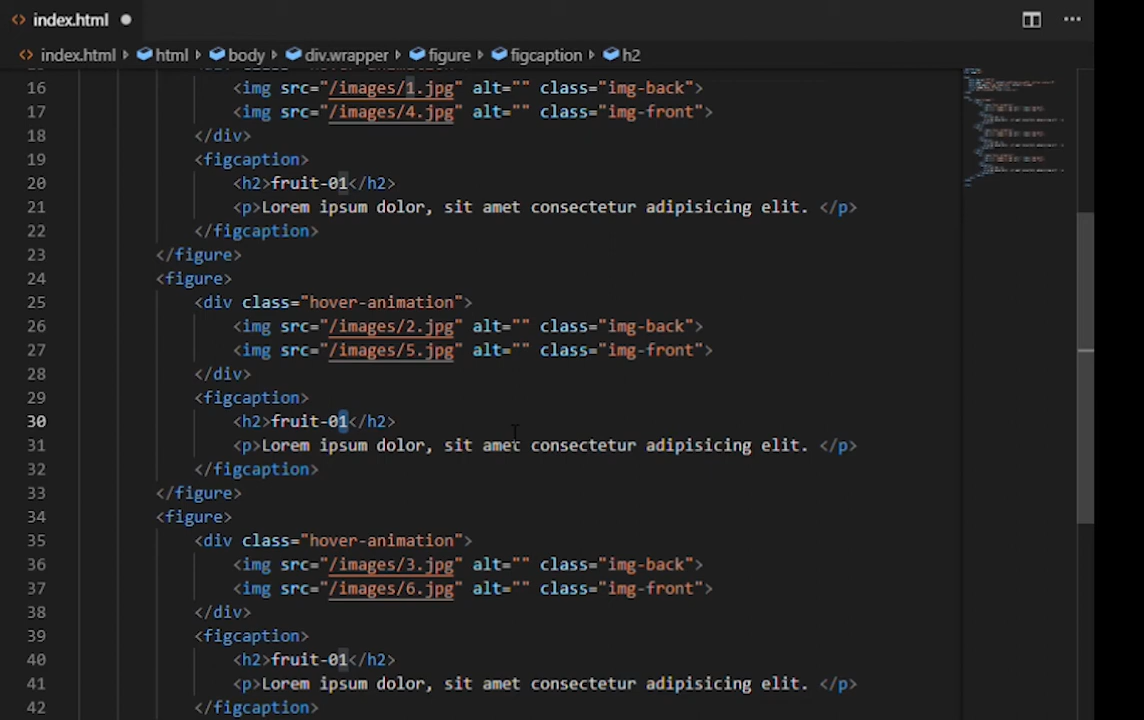 index.html
index.html html body div.wrapper figure figcaption h2
16 <img src="/images/1.jpg" alt="" class="img-back">
17 <img src="/images/4.jpg" alt="" class="img-front">
18 </div>
19 <figcaption>
20 <h2>fruit-01</h2>
21 <p>Lorem ipsum dolor, sit amet consectetur adipisicing elit. </p>
22 </figcaption>
23 </figure>
24 <figure>
25 <div class="hover-animation">
26 <img src="/images/2.jpg" alt="" class="img-back">
27 <img src="/images/5.jpg" alt="" class="img-front">
28 </div>
29 <figcaption>
30 <h2>fruit-01</h2>
31 <p>Lorem ipsum dolor, sit amet consectetur adipisicing elit. </p>
32 </figcaption>
33 </figure>
34 <figure>
35 <div class="hover-animation">
36 <img src="/images/3.jpg" alt="" class="img-back">
37 <img src="/images/6.jpg" alt="" class="img-front">
38 </div>
39 <figcaption>
40 <h2>fruit-01</h2>
41 <p>Lorem ipsum dolor, sit amet consectetur adipisicing elit. </p>
42 </figcaption>